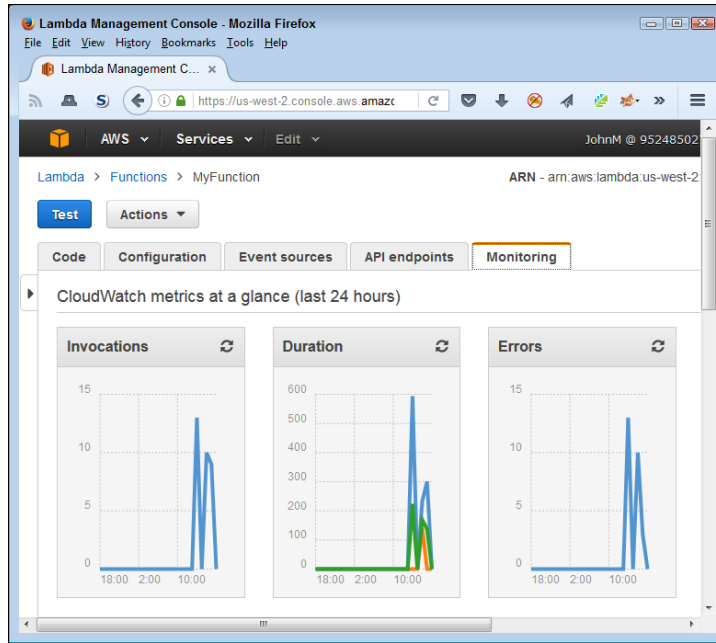 Lambda Management Console - Mozilla Firefox
File Edit View History Bookmarks Tools Help
Lambda Management C... ×
S) https://us-west-2.console.aws.amazc
AWS Services Edit JohnM @ 95248502
Lambda > Functions > MyFunction ARN - arn:aws:lambda:us-west-2:
Test Actions
Code Configuration Event sources API endpoints Monitoring
CloudWatch metrics at a glance (last 24 hours)
Invocations
15
10
5
0
18:00 2:00 10:00
Duration
600
500
400
300
200
100
0
18:00 2:00 10:00
Errors
15
10
5
0
18:00 2:00 10:00